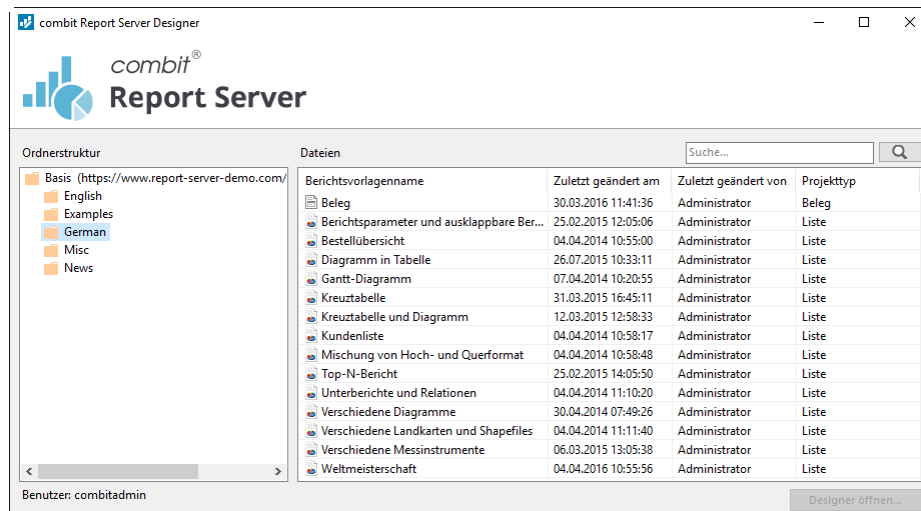 combit Report Server Designer
combit®
Report Server
Ordnerstruktur
Dateien
Suche...
Basis (https://www.report-server-demo.com/
English
Examples
German
Misc
News
Berichtsvorlagenname Zuletzt geändert am Zuletzt geändert von Projekttyp
Beleg 30.03.2016 11:41:36 Administrator Beleg
Berichtsparameter und ausklappbare Ber... 25.02.2015 12:05:06 Administrator Liste
Bestellübersicht 04.04.2014 10:55:00 Administrator Liste
Diagramm in Tabelle 26.07.2015 10:33:11 Administrator Liste
Gantt-Diagramm 07.04.2014 10:20:55 Administrator Liste
Kreuztabelle 31.03.2015 16:45:11 Administrator Liste
Kreuztabelle und Diagramm 12.03.2015 12:58:33 Administrator Liste
Kundenliste 04.04.2014 10:58:17 Administrator Liste
Mischung von Hoch- und Querformat 04.04.2014 10:58:48 Administrator Liste
Top-N-Bericht 25.02.2015 14:05:50 Administrator Liste
Unterberichte und Relationen 04.04.2014 11:10:20 Administrator Liste
Verschiedene Diagramme 30.04.2014 07:49:26 Administrator Liste
Verschiedene Landkarten und Shapefiles 04.04.2014 11:11:40 Administrator Liste
Verschiedene Messinstrumente 06.03.2015 13:05:38 Administrator Liste
Weltmeisterschaft 04.04.2016 10:55:56 Administrator Liste
Benutzer: combitadmin
Designer öffnen...